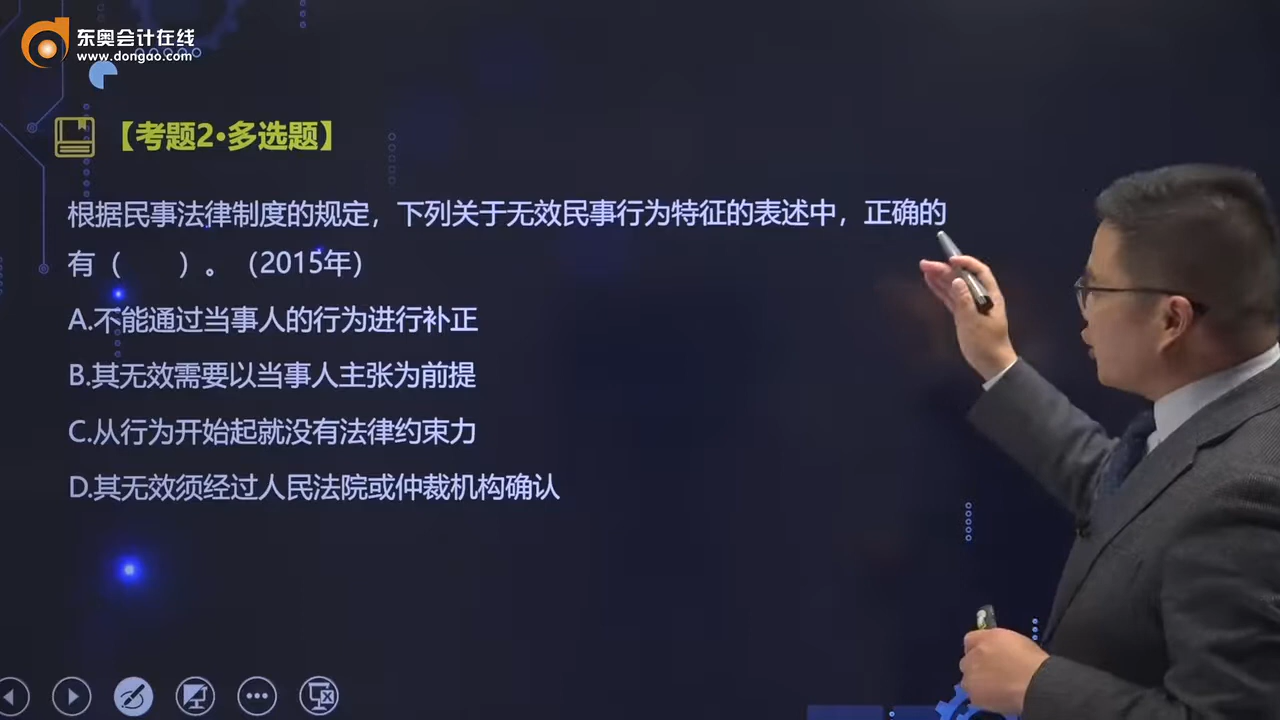 东奥会计在线
www.dongao.com
【考题2•多选题】
根据民事法律制度的规定，下列关于无效民事行为特征的表述中，正确的
有（　　）。（2015年）
A.不能通过当事人的行为进行补正
B.其无效需要以当事人主张为前提
C.从行为开始起就没有法律约束力
D.其无效须经过人民法院或仲裁机构确认